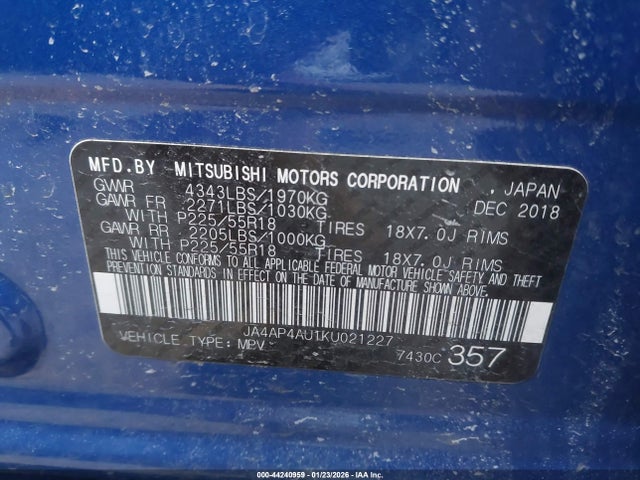 MFD.BY MITSUBISHI MOTORS CORPORATION , JAPAN
GVWR 4343LBS/1970KG DEC 2018
GAWR FR 2271LBS/1030KG
WITH P225/55R18 TIRES 18X7.0J RIMS
GAWR RR 2205LBS/1000KG
WITH P225/55R18 TIRES 18X7.0J RIMS
THIS VEHICLE CONFORMS TO ALL APPLICABLE FEDERAL MOTOR VEHICLE SAFETY AND THEFT
PREVENTION STANDARDS IN EFFECT ON THE DATE OF MANUFACTURE SHOWN ABOVE.
JA4AP4AU1KU021227
VEHICLE TYPE: MPV 7430C 357
000-44240959 - 01/23/2026 - IAA Inc.